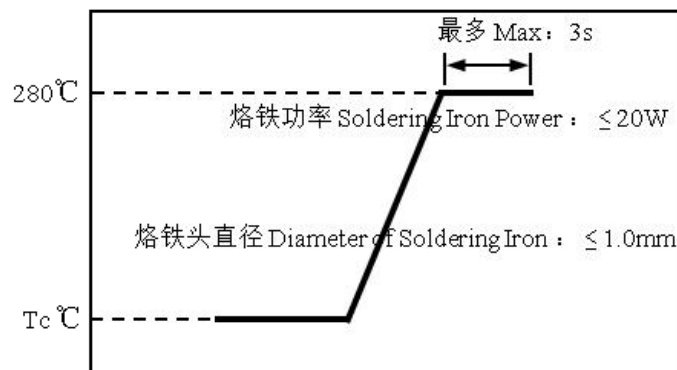 最多 Max：3s
280℃
烙铁功率 Soldering Iron Power：≤20W
烙铁头直径 Diameter of Soldering Iron：≤1.0mm
Tc ℃